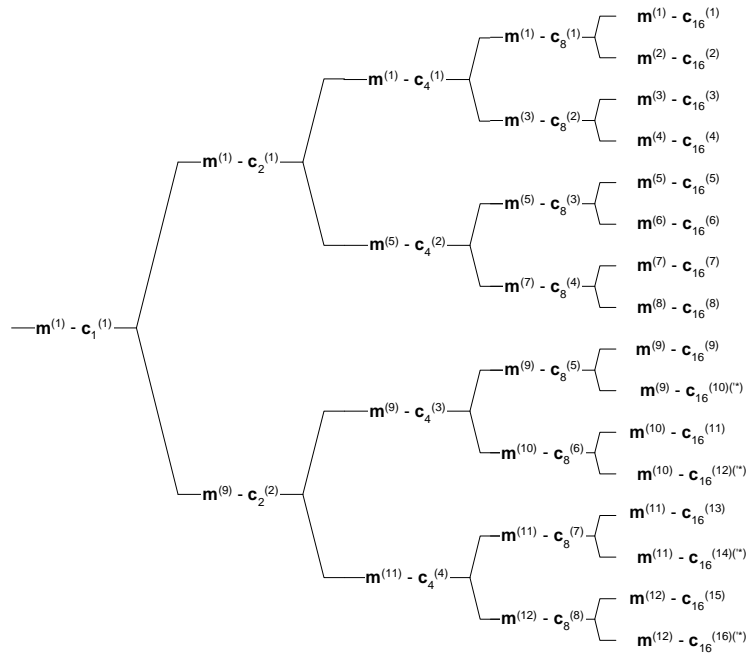 m⁽¹⁾ - c₁₆⁽¹⁾
m⁽¹⁾ - c₈⁽¹⁾
m⁽²⁾ - c₁₆⁽²⁾
m⁽¹⁾ - c₄⁽¹⁾
m⁽³⁾ - c₁₆⁽³⁾
m⁽³⁾ - c₈⁽²⁾
m⁽⁴⁾ - c₁₆⁽⁴⁾
m⁽¹⁾ - c₂⁽¹⁾
m⁽⁵⁾ - c₁₆⁽⁵⁾
m⁽⁵⁾ - c₈⁽³⁾
m⁽⁶⁾ - c₁₆⁽⁶⁾
m⁽⁵⁾ - c₄⁽²⁾
m⁽⁷⁾ - c₁₆⁽⁷⁾
m⁽⁷⁾ - c₈⁽⁴⁾
m⁽⁸⁾ - c₁₆⁽⁸⁾
m⁽¹⁾ - c₁⁽¹⁾
m⁽⁹⁾ - c₁₆⁽⁹⁾
m⁽⁹⁾ - c₈⁽⁵⁾
m⁽⁹⁾ - c₁₆⁽¹⁰⁾('*)
m⁽⁹⁾ - c₄⁽³⁾
m⁽¹⁰⁾ - c₁₆⁽¹¹⁾
m⁽¹⁰⁾ - c₈⁽⁶⁾
m⁽¹⁰⁾ - c₁₆⁽¹²⁾('*)
m⁽⁹⁾ - c₂⁽²⁾
m⁽¹¹⁾ - c₁₆⁽¹³⁾
m⁽¹¹⁾ - c₈⁽⁷⁾
m⁽¹¹⁾ - c₁₆⁽¹⁴⁾('*)
m⁽¹¹⁾ - c₄⁽⁴⁾
m⁽¹²⁾ - c₁₆⁽¹⁵⁾
m⁽¹²⁾ - c₈⁽⁸⁾
m⁽¹²⁾ - c₁₆⁽¹⁶⁾('*)